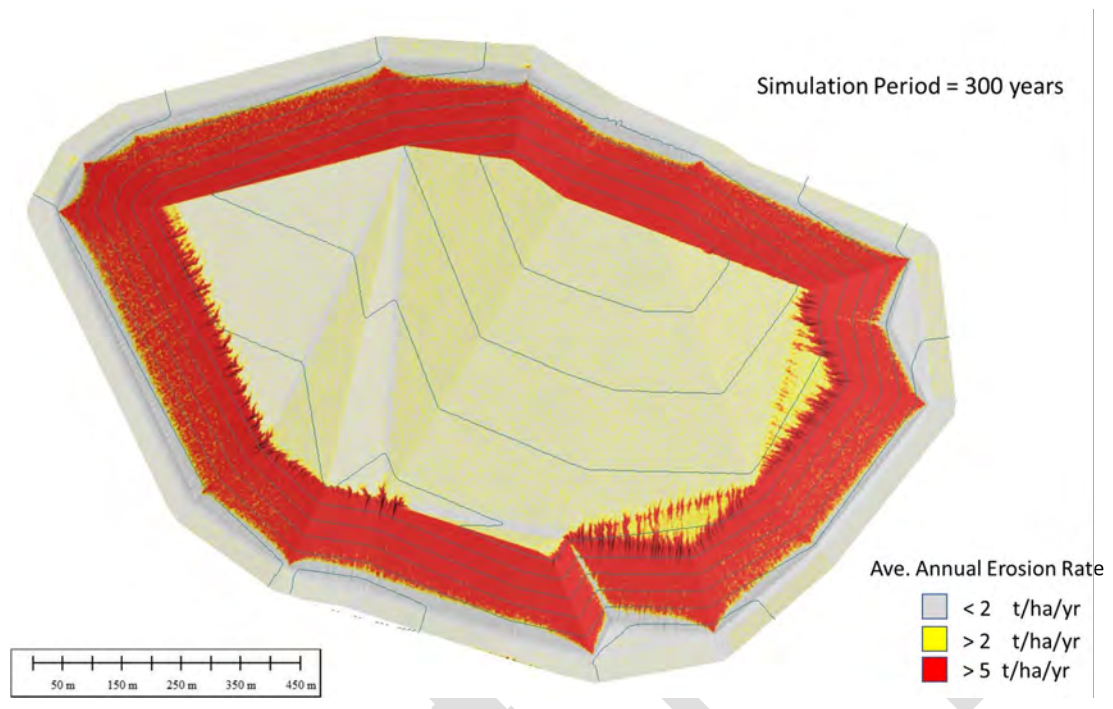 Simulation Period = 300 years
Ave. Annual Erosion Rate
< 2 t/ha/yr
> 2 t/ha/yr
> 5 t/ha/yr
50 m 150 m 250 m 350 m 450 m